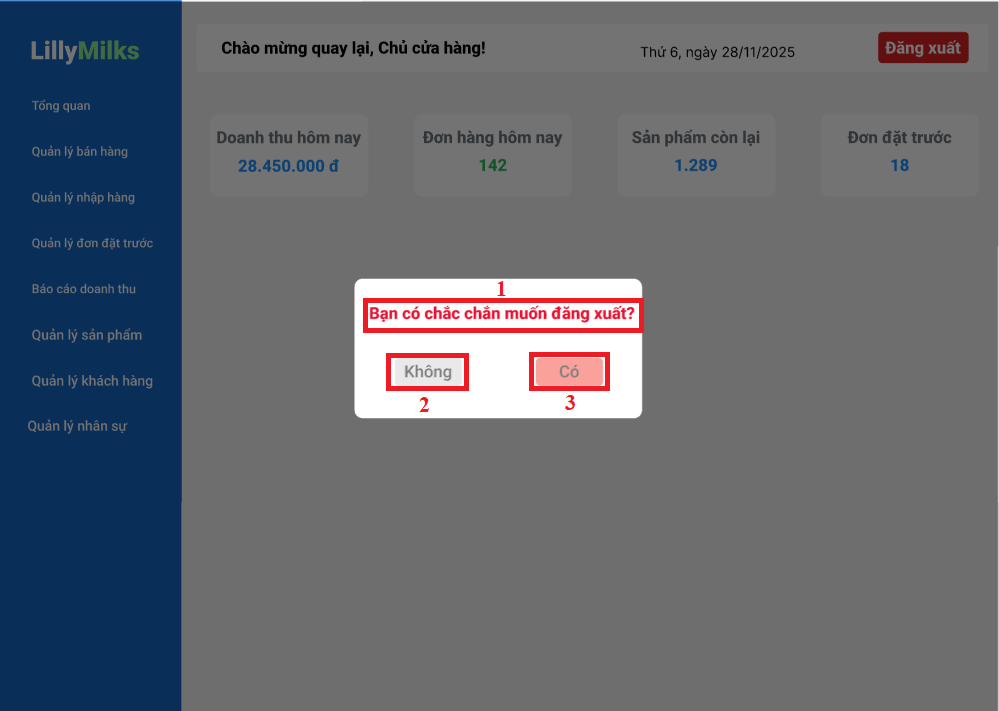 LillyMilks
Tổng quan
Quản lý bán hàng
Quản lý nhập hàng
Quản lý đơn đặt trước
Báo cáo doanh thu
Quản lý sản phẩm
Quản lý khách hàng
Quản lý nhân sự
Chào mừng quay lại, Chủ cửa hàng!
Thứ 6, ngày 28/11/2025
Đăng xuất
Doanh thu hôm nay
28.450.000 đ
Đơn hàng hôm nay
142
Sản phẩm còn lại
1.289
Đơn đặt trước
18
1
Bạn có chắc chắn muốn đăng xuất?
Không
Có
2
3